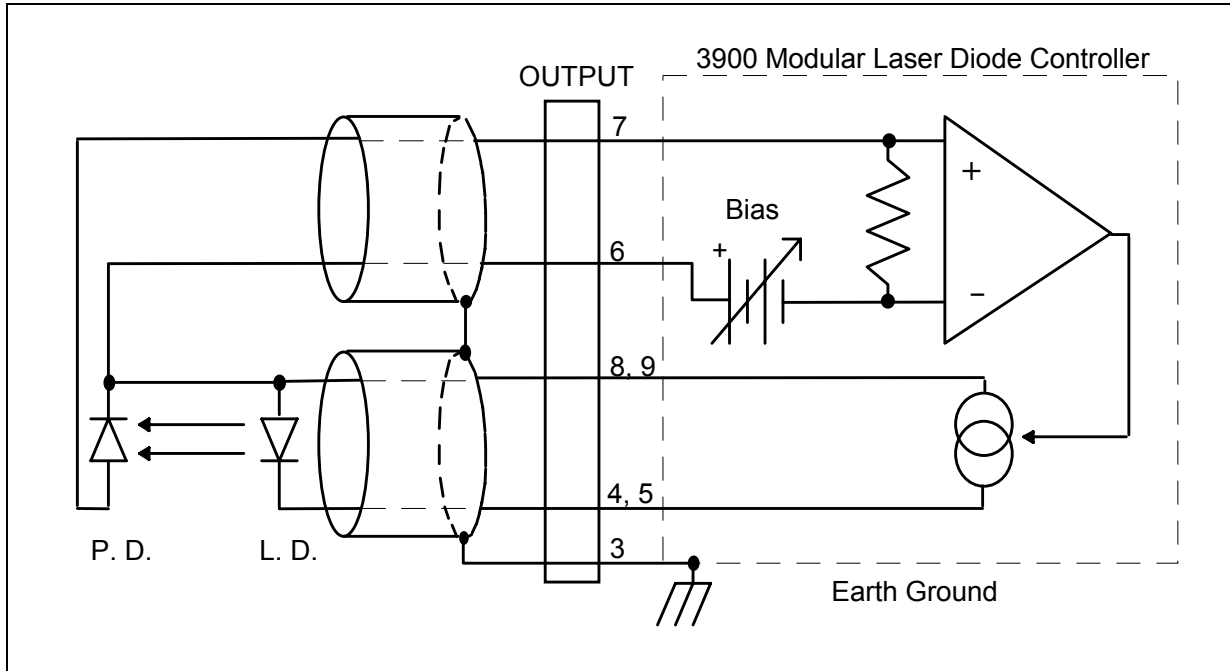 3900 Modular Laser Diode Controller
OUTPUT
7
+
Bias
+
6
−
8, 9
4, 5
P. D.
L. D.
3
Earth Ground